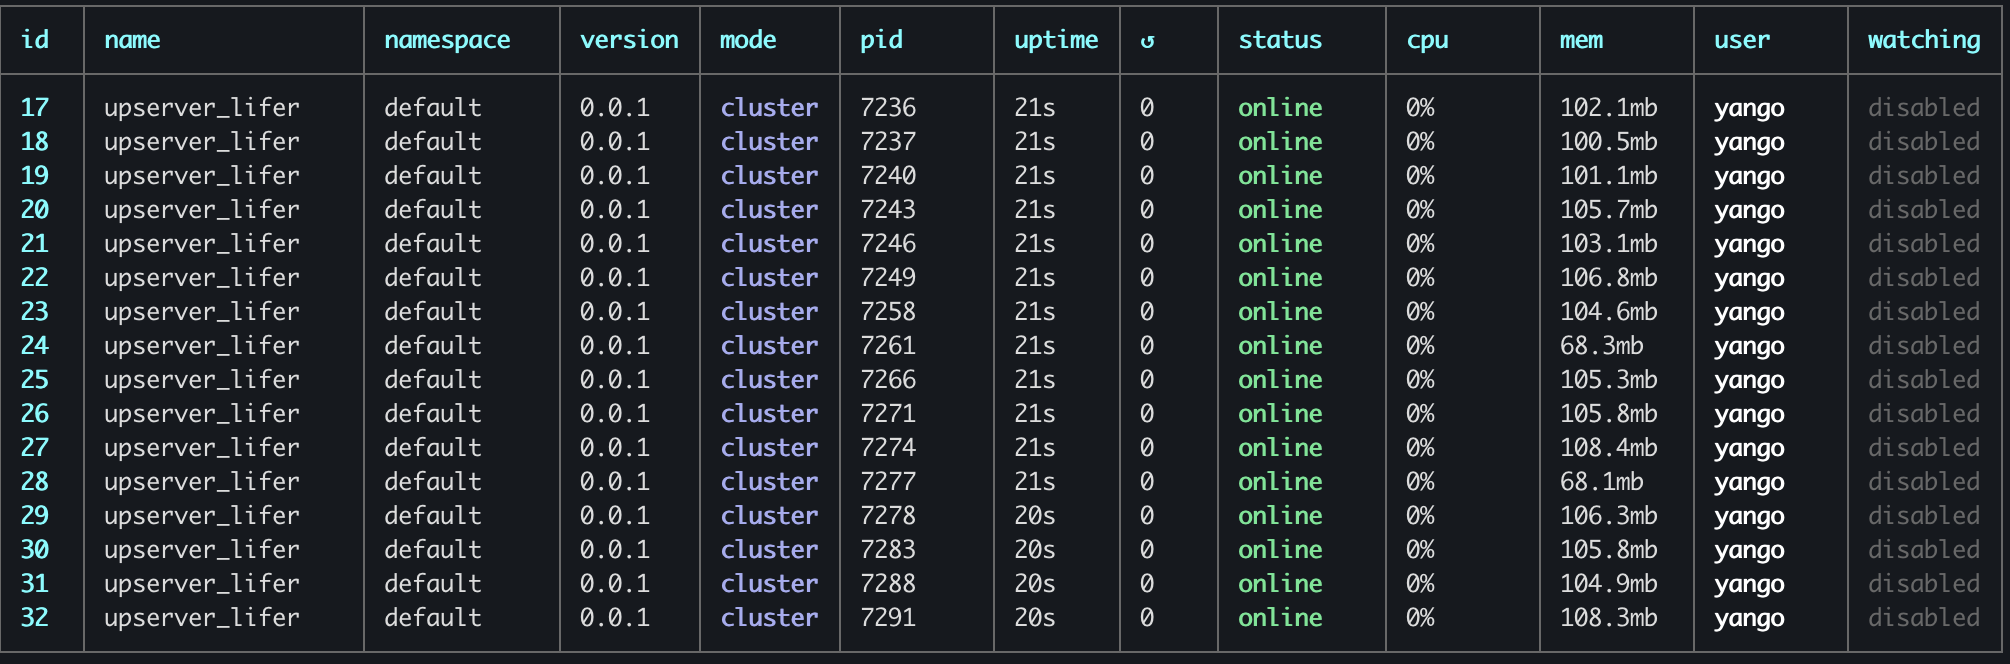 id name namespace version mode pid uptime ↺ status cpu mem user watching
17 upserver_lifer default 0.0.1 cluster 7236 21s 0 online 0% 102.1mb yango disabled
18 upserver_lifer default 0.0.1 cluster 7237 21s 0 online 0% 100.5mb yango disabled
19 upserver_lifer default 0.0.1 cluster 7240 21s 0 online 0% 101.1mb yango disabled
20 upserver_lifer default 0.0.1 cluster 7243 21s 0 online 0% 105.7mb yango disabled
21 upserver_lifer default 0.0.1 cluster 7246 21s 0 online 0% 103.1mb yango disabled
22 upserver_lifer default 0.0.1 cluster 7249 21s 0 online 0% 106.8mb yango disabled
23 upserver_lifer default 0.0.1 cluster 7258 21s 0 online 0% 104.6mb yango disabled
24 upserver_lifer default 0.0.1 cluster 7261 21s 0 online 0% 68.3mb yango disabled
25 upserver_lifer default 0.0.1 cluster 7266 21s 0 online 0% 105.3mb yango disabled
26 upserver_lifer default 0.0.1 cluster 7271 21s 0 online 0% 105.8mb yango disabled
27 upserver_lifer default 0.0.1 cluster 7274 21s 0 online 0% 108.4mb yango disabled
28 upserver_lifer default 0.0.1 cluster 7277 21s 0 online 0% 68.1mb yango disabled
29 upserver_lifer default 0.0.1 cluster 7278 20s 0 online 0% 106.3mb yango disabled
30 upserver_lifer default 0.0.1 cluster 7283 20s 0 online 0% 105.8mb yango disabled
31 upserver_lifer default 0.0.1 cluster 7288 20s 0 online 0% 104.9mb yango disabled
32 upserver_lifer default 0.0.1 cluster 7291 20s 0 online 0% 108.3mb yango disabled